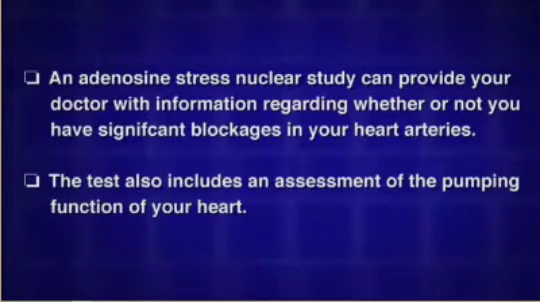 ❏ An adenosine stress nuclear study can provide your
doctor with information regarding whether or not you
have signifcant blockages in your heart arteries.
❏ The test also includes an assessment of the pumping
function of your heart.